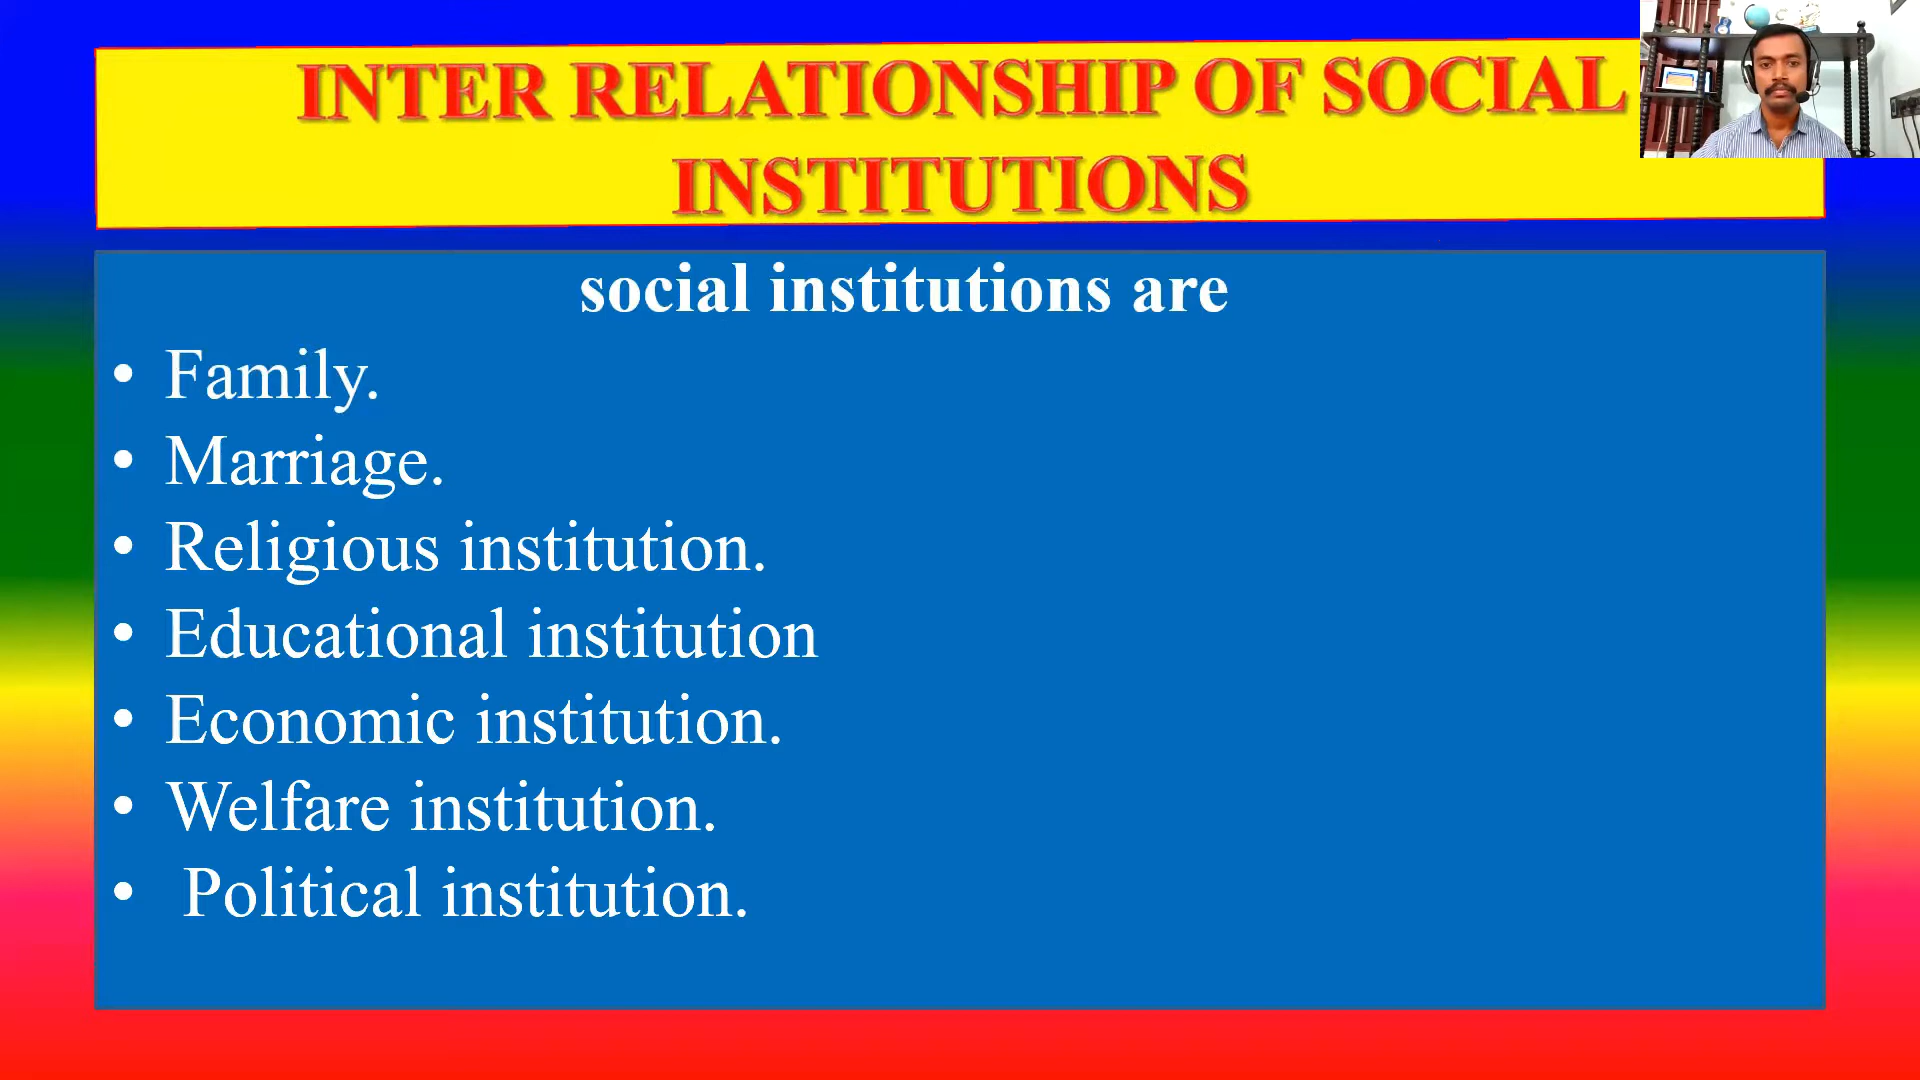 INTER RELATIONSHIP OF SOCIAL
INSTITUTIONS
social institutions are
• Family.
• Marriage.
• Religious institution.
• Educational institution
• Economic institution.
• Welfare institution.
• Political institution.